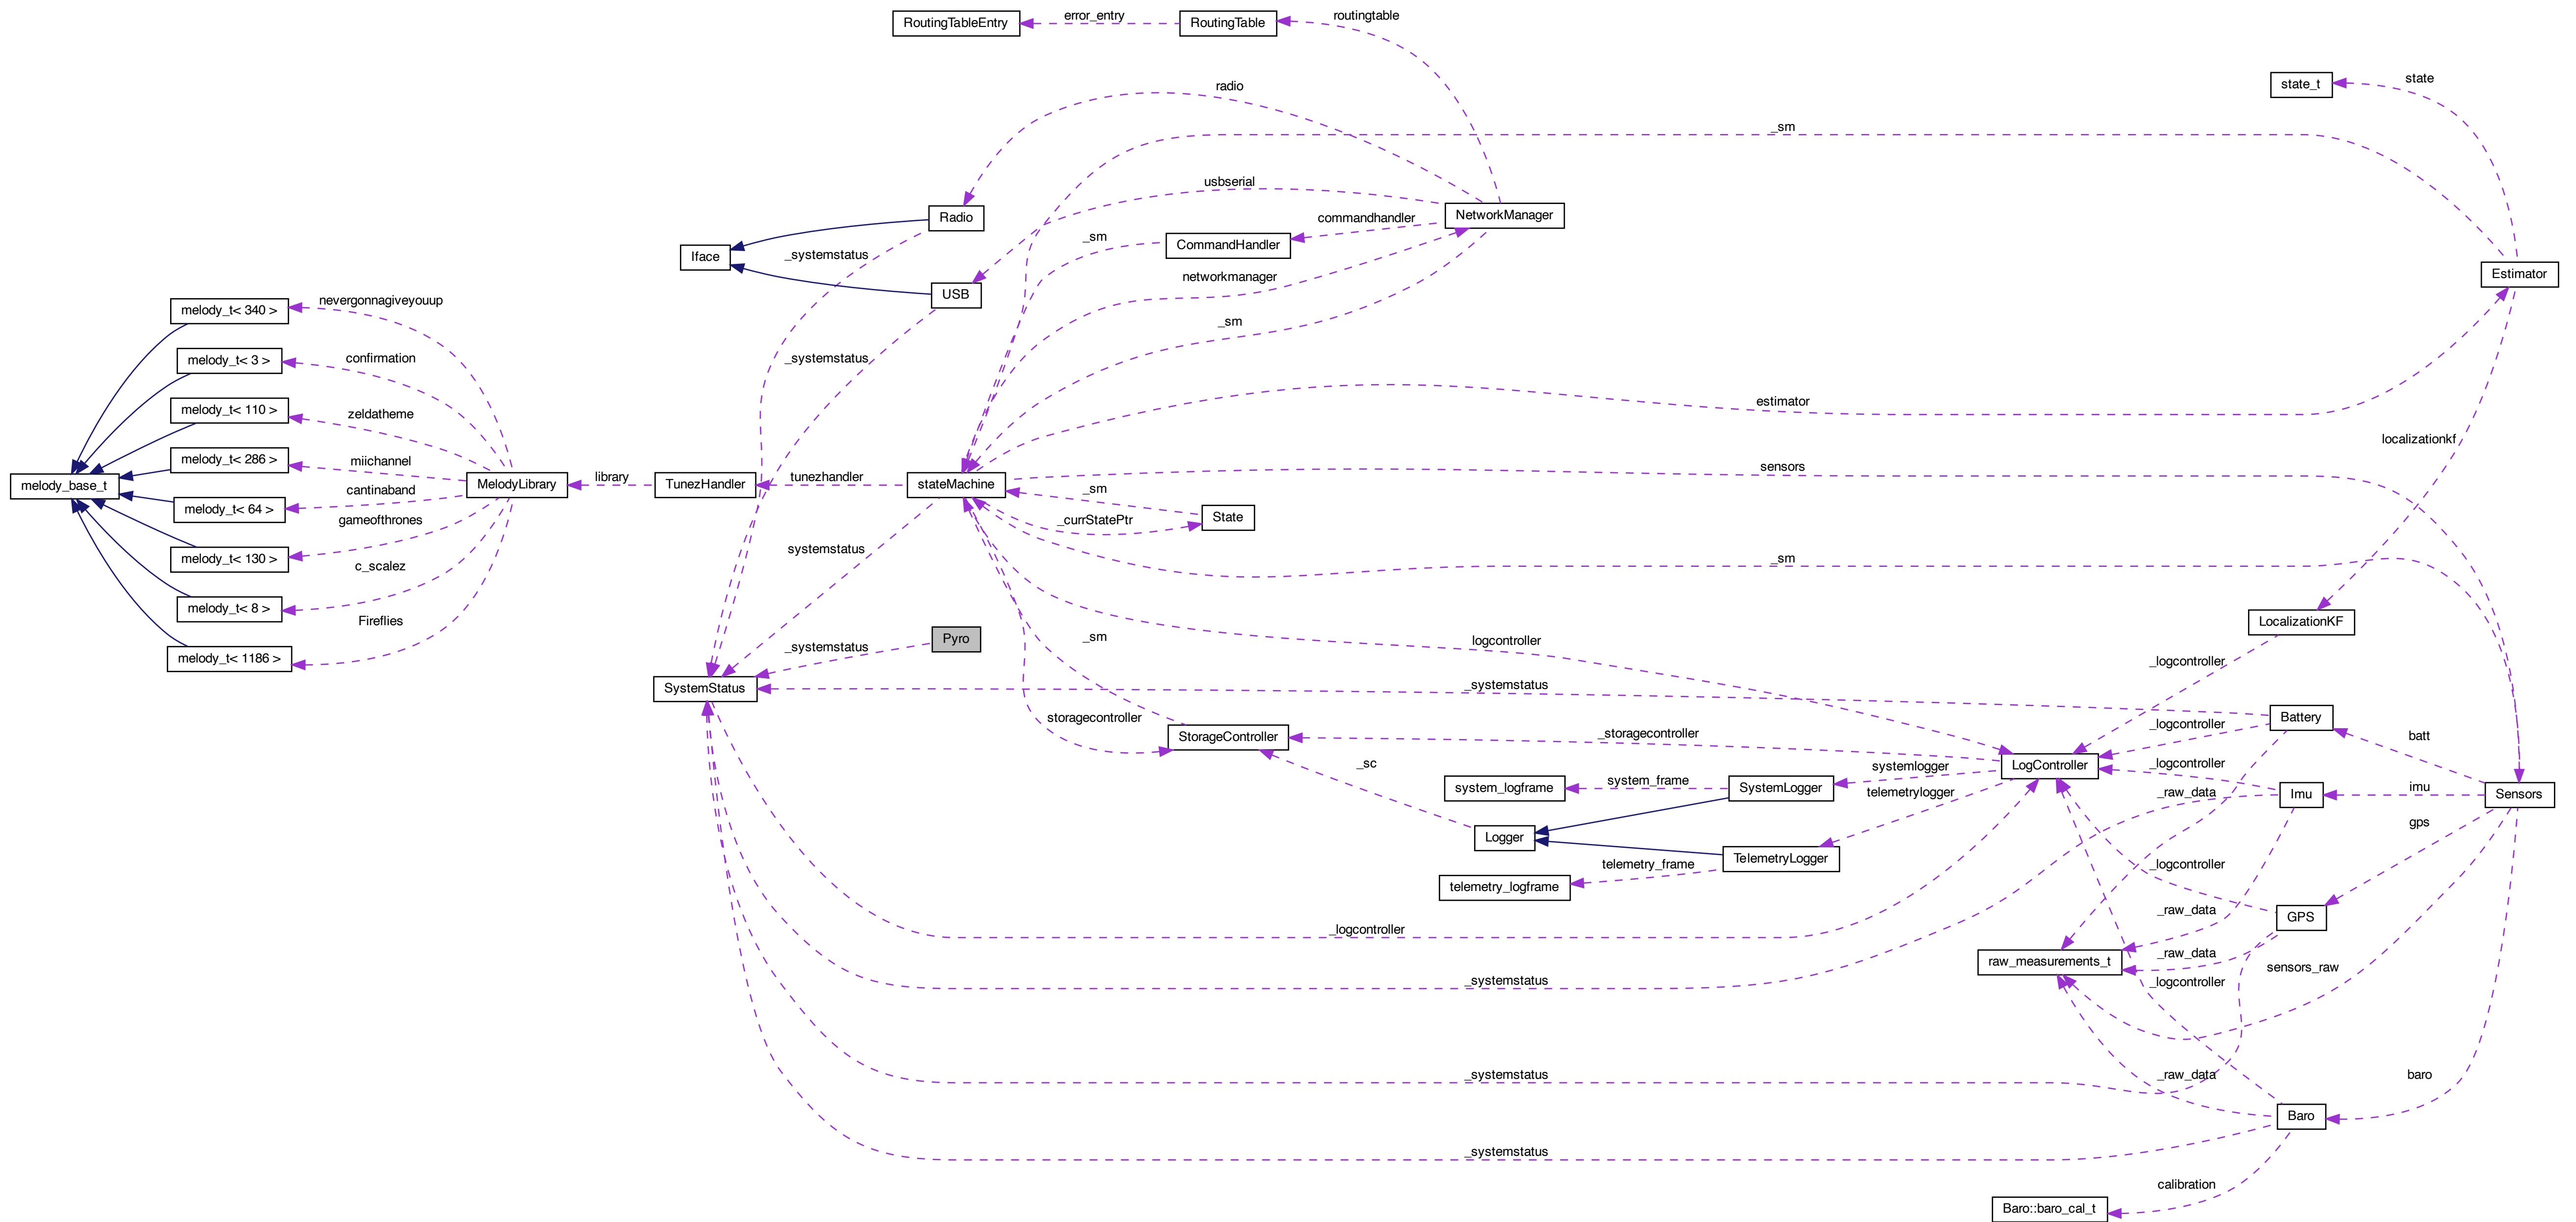 RoutingTableEntry
error_entry
RoutingTable
routingtable
state_t
state
radio
_sm
usbserial
Radio
NetworkManager
commandhandler
_sm
CommandHandler
Iface
_systemstatus
networkmanager
Estimator
USB
nevergonnagiveyouup
melody_t< 340 >
_sm
confirmation
melody_t< 3 >
_systemstatus
estimator
melody_t< 110 >
zeldatheme
localizationkf
melody_t< 286 >
miichannel
sensors
melody_base_t
MelodyLibrary
library
TunezHandler
tunezhandler
stateMachine
_sm
cantinaband
melody_t< 64 >
State
gameofthrones
_currStatePtr
melody_t< 130 >
systemstatus
_sm
c_scalez
melody_t< 8 >
Fireflies
LocalizationKF
Pyro
_sm
logcontroller
_systemstatus
melody_t< 1186 >
_logcontroller
SystemStatus
_systemstatus
storagecontroller
Battery
_logcontroller
StorageController
_storagecontroller
batt
_sc
systemlogger
LogController
_logcontroller
system_logframe
system_frame
SystemLogger
telemetrylogger
_raw_data
Imu
imu
Sensors
gps
Logger
TelemetryLogger
telemetry_frame
_logcontroller
telemetry_logframe
_raw_data
GPS
_logcontroller
_raw_data
raw_measurements_t
sensors_raw
_systemstatus
_logcontroller
_systemstatus
_raw_data
baro
Baro
_systemstatus
calibration
Baro::baro_cal_t